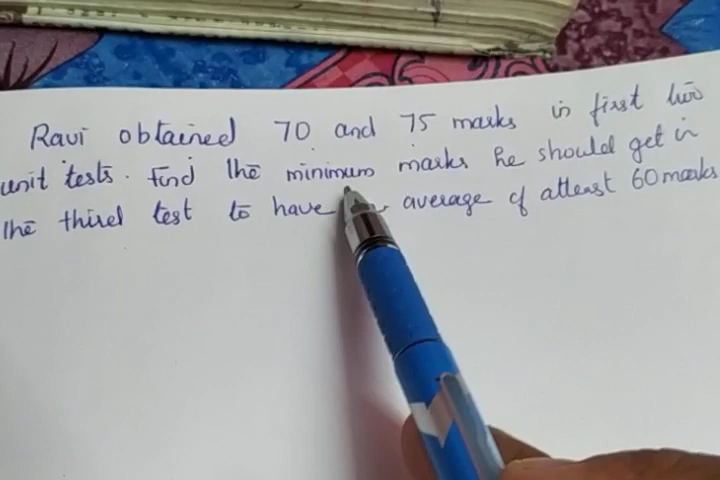 Ravi obtained 70 and 75 marks in first two
unit tests. Find the minimum marks he should get in
the third test to have average of atleast 60 marks